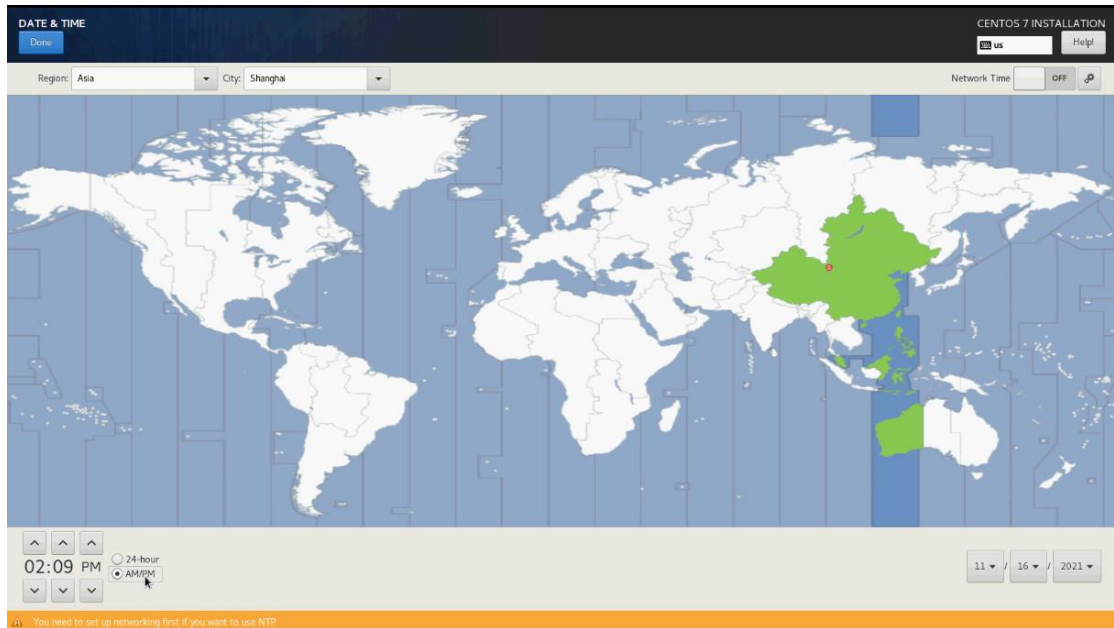 DATE & TIME
CENTOS 7 INSTALLATION
Done
us
Help!
Region: Asia City: Shanghai Network Time OFF
02:09 PM
24-hour
AM/PM
11 / 16 / 2021
You need to set up networking first if you want to use NTP